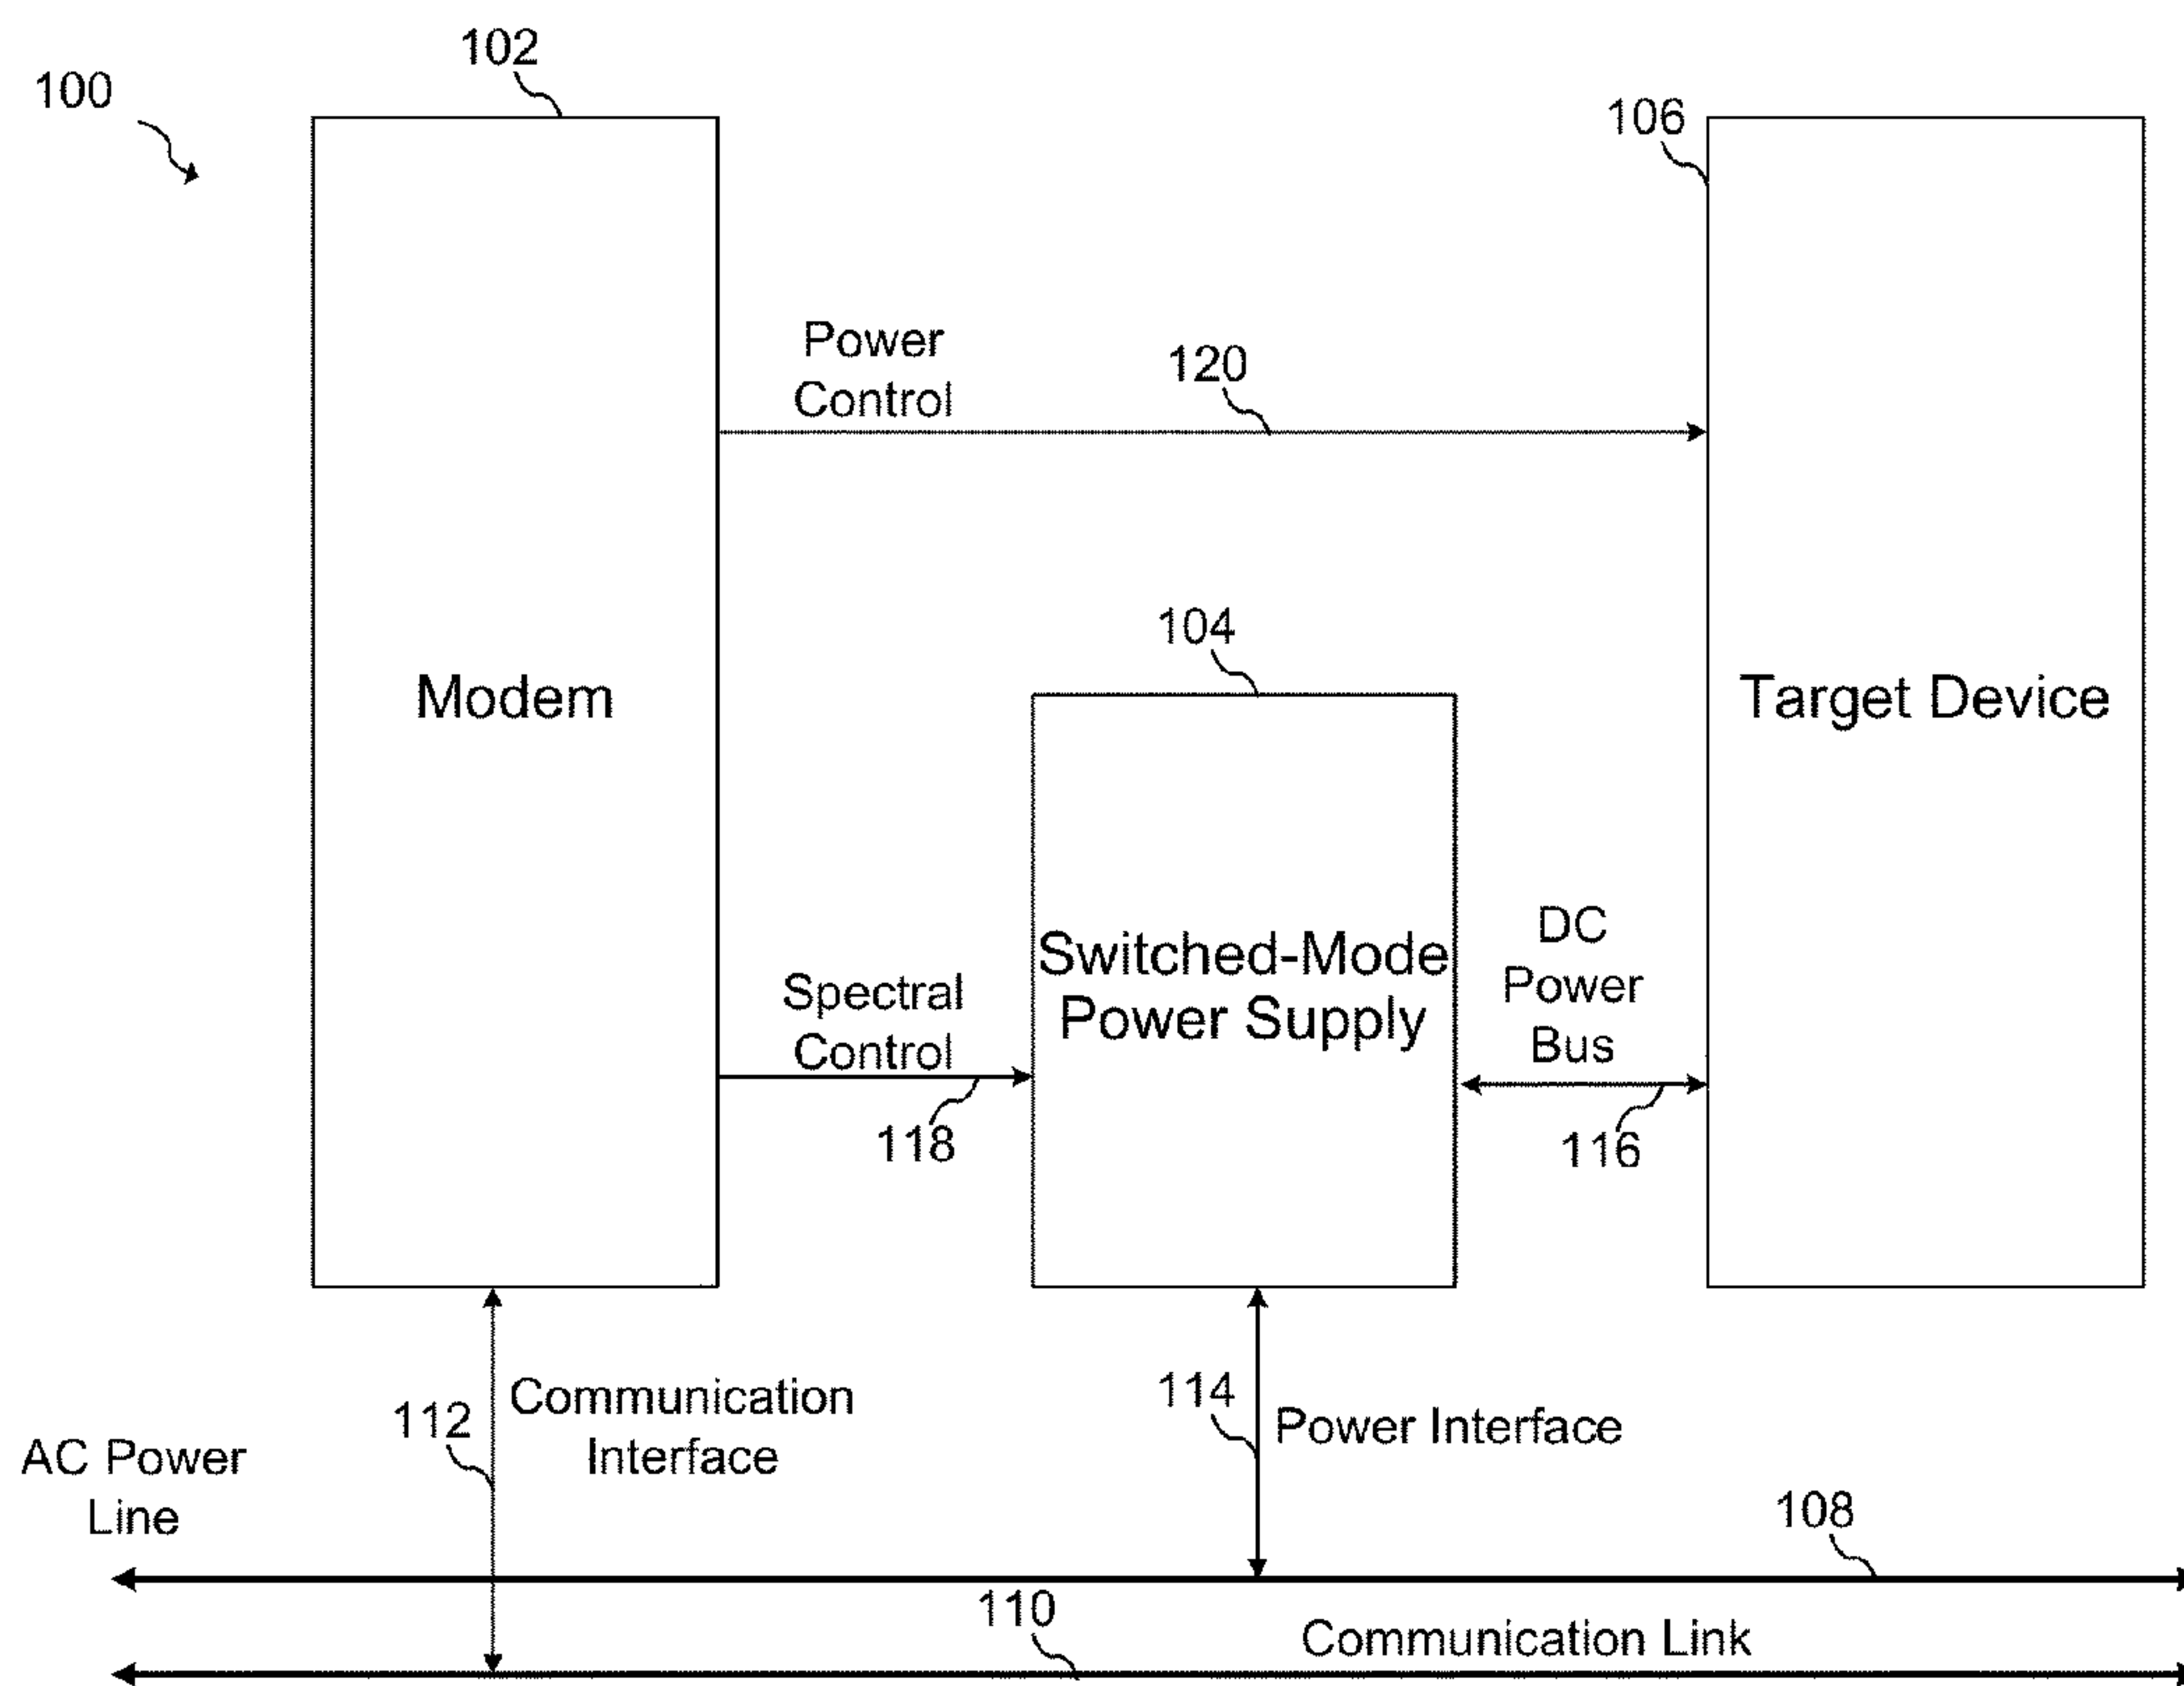 102
100
106
Power
Control
120
104
Modem
Target Device
DC
Power
Bus
Switched-Mode
Power Supply
Spectral
Control
118
116
114
112
Communication
Interface
Power Interface
AC Power
Line
108
110
Communication Link